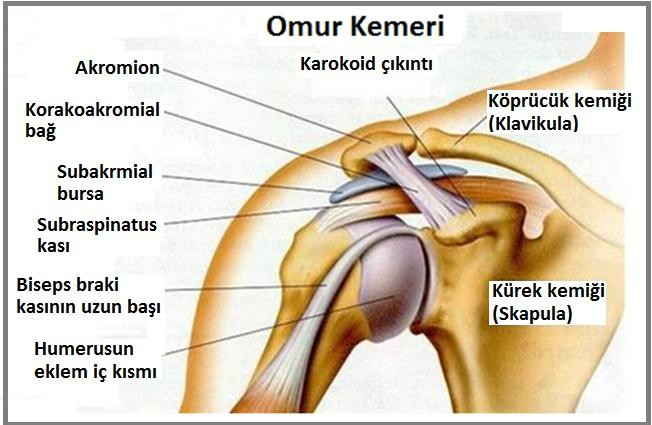 Omur Kemeri
Akromion
Karokoid çıkıntı
Korakoakromial
bağ
Köprücük kemiği
(Klavikula)
Subakrmial
bursa
Subraspinatus
kası
Biseps braki
kasının uzun başı
Kürek kemiği
(Skapula)
Humerusun
eklem iç kısmı